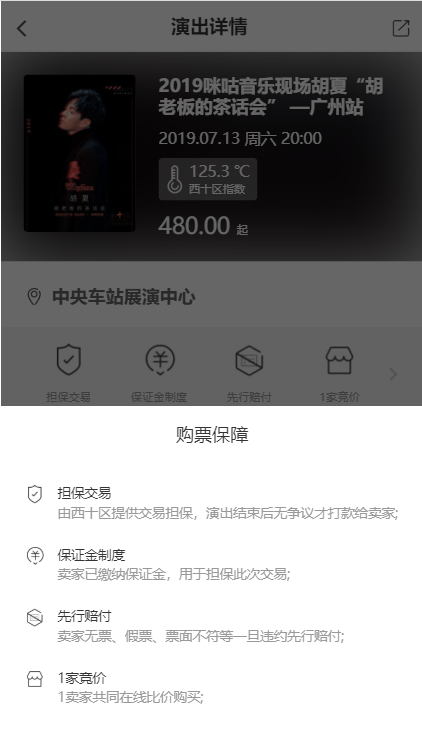 演出详情
2019咪咕音乐现场胡夏“胡
老板的茶话会” —广州站
2019.07.13 周六 20:00
125.3 ℃
西十区指数
480.00 起
胡 夏
中央车站展演中心
担保交易
保证金制度
先行赔付
1家竞价
购票保障
担保交易
由西十区提供交易担保，演出结束后无争议才打款给卖家;
保证金制度
卖家已缴纳保证金，用于担保此次交易;
先行赔付
卖家无票、假票、票面不符等一旦违约先行赔付;
1家竞价
1卖家共同在线比价购买;